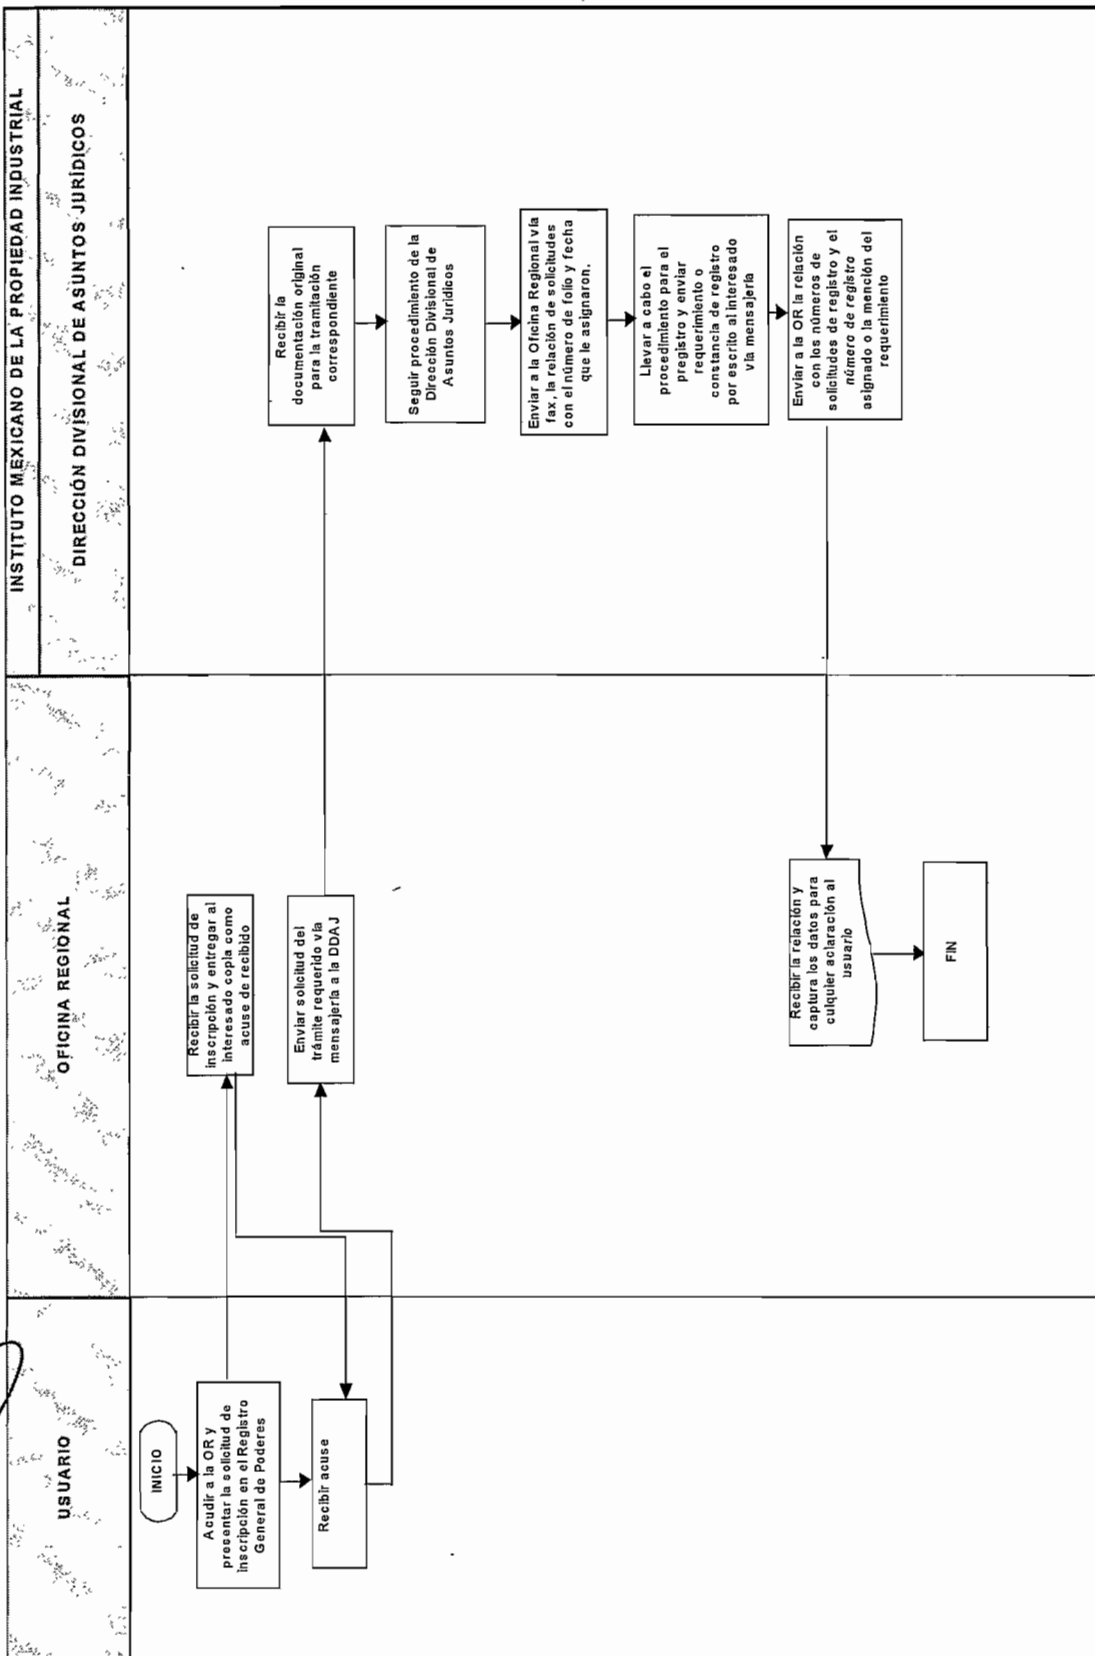 INSTITUTO MEXICANO DE LA PROPIEDAD INDUSTRIAL
USUARIO
OFICINA REGIONAL
DIRECCIÓN DIVISIONAL DE ASUNTOS JURÍDICOS
INICIO
Acudir a la OR y
presentar la solicitud de
inscripción en el Registro
General de Poderes
Recibir la solicitud de
inscripción y entregar al
interesado copia como
acuse de recibido
Recibir acuse
Enviar solicitud del
trámite requerido vía
mensajería a la DDAJ
Recibir la
documentación original
para la tramitación
correspondiente
Seguir procedimiento de la
Dirección Divisional de
Asuntos Jurídicos
Enviar a la Oficina Regional vía
fax, la relación de solicitudes
con el número de folio y fecha
que le asignaron.
Llevar a cabo el
procedimiento para el
pregistro y enviar
requerimiento o
constancia de registro
por escrito al interesado
vía mensajería
Enviar a la OR la relación
con los números de
solicitudes de registro y el
número de registro
asignado o la mención del
requerimiento
Recibir la relación y
captura los datos para
culquier aclaración al
usuario
FIN